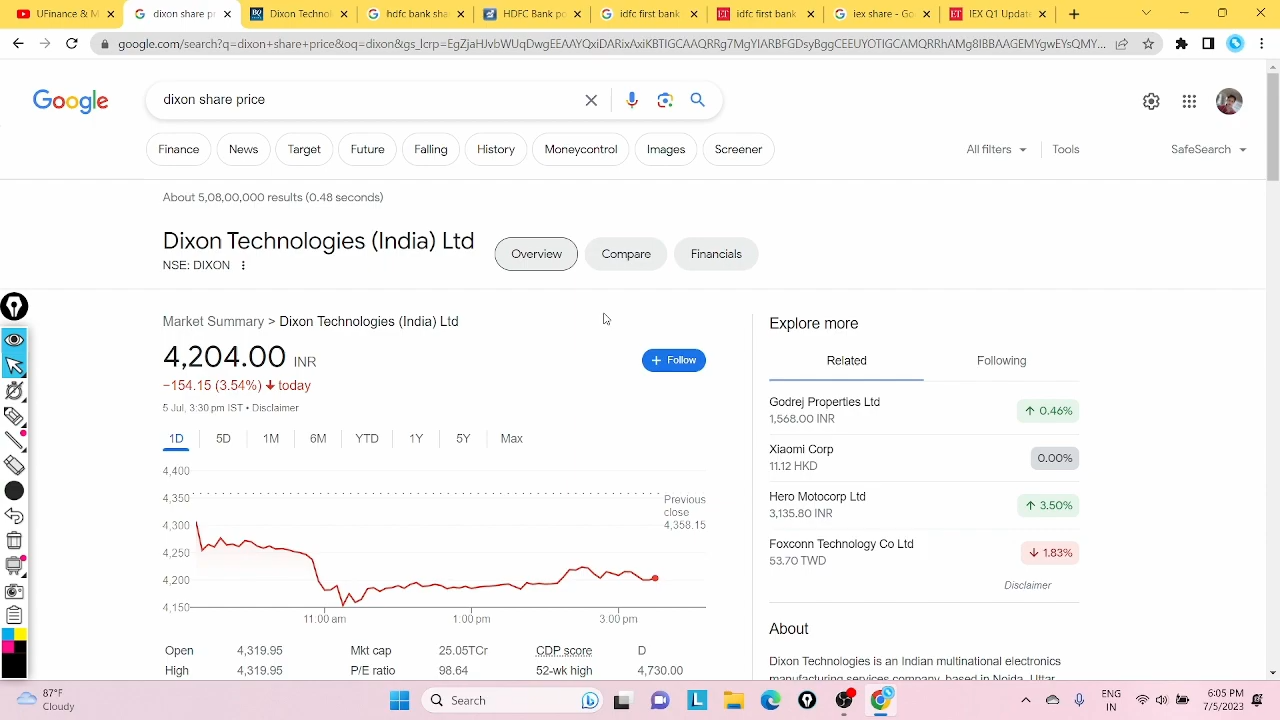 UFinance & M
dixon share pr
Dixon Technol
hdfc bank sha
HDFC Bank po
idfc first bank
idfc first bank
iex share - Go
IEX Q1 Update
google.com/search?q=dixon+share+price&oq=dixon&gs_lcrp=
Google
dixon share price
Finance
News
Target
Future
Falling
History
Moneycontrol
Images
Screener
All filters
Tools
SafeSearch
About 5,08,00,000 results (0.48 seconds)
Dixon Technologies (India) Ltd
NSE: DIXON
Overview
Compare
Financials
Market Summary > Dixon Technologies (India) Ltd
4,204.00 INR
+ Follow
−154.15 (3.54%) ↓ today
5 Jul, 3:30 pm IST • Disclaimer
1D
5D
1M
6M
YTD
1Y
5Y
Max
4,400
4,350
4,300
4,250
4,200
4,150
Previous
close
4,358.15
11:00 am
1:00 pm
3:00 pm
Open 4,319.95 Mkt cap 25.05TCr CDP score D
High 4,319.95 P/E ratio 98.64 52-wk high 4,730.00
Explore more
Related
Following
Godrej Properties Ltd
1,568.00 INR
↑ 0.46%
Xiaomi Corp
11.12 HKD
0.00%
Hero Motocorp Ltd
3,135.80 INR
↑ 3.50%
Foxconn Technology Co Ltd
53.70 TWD
↓ 1.83%
Disclaimer
About
Dixon Technologies is an Indian multinational electronics
manufacturing services company, based in Noida, Uttar
87°F
Cloudy
Search
ENG
IN
6:05 PM
7/5/2023